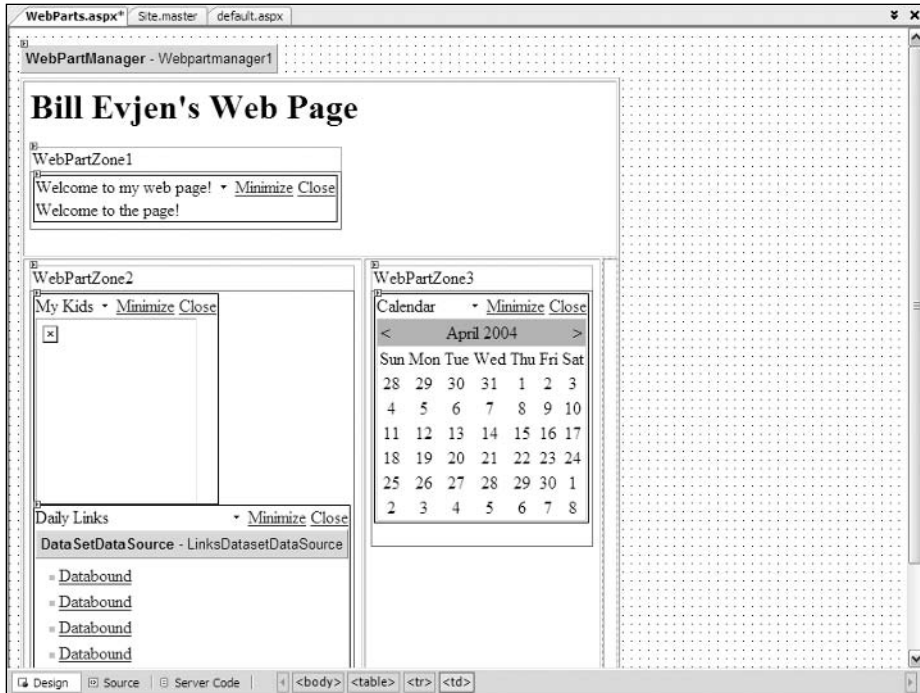 WebParts.aspx* Site.master default.aspx
WebPartManager - Webpartmanager1
Bill Evjen's Web Page
WebPartZone1
Welcome to my web page! Minimize Close
Welcome to the page!
WebPartZone2
My Kids Minimize Close
Daily Links Minimize Close
DataSetDataSource - LinksDatasetDataSource
Databound
Databound
Databound
Databound
WebPartZone3
Calendar Minimize Close
< April 2004 >
Sun Mon Tue Wed Thu Fri Sat
28 29 30 31 1 2 3
4 5 6 7 8 9 10
11 12 13 14 15 16 17
18 19 20 21 22 23 24
25 26 27 28 29 30 1
2 3 4 5 6 7 8
Design Source Server Code <body> <table> <tr> <td>